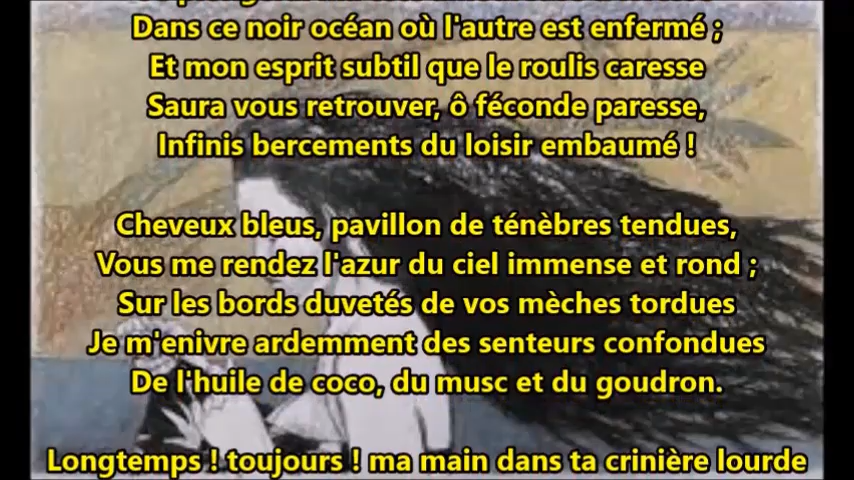 Dans ce noir océan où l'autre est enfermé ;
Et mon esprit subtil que le roulis caresse
Saura vous retrouver, ô féconde paresse,
Infinis bercements du loisir embaumé !
Cheveux bleus, pavillon de ténèbres tendues,
Vous me rendez l'azur du ciel immense et rond ;
Sur les bords duvetés de vos mèches tordues
Je m'enivre ardemment des senteurs confondues
De l'huile de coco, du musc et du goudron.
Longtemps ! toujours ! ma main dans ta crinière lourde